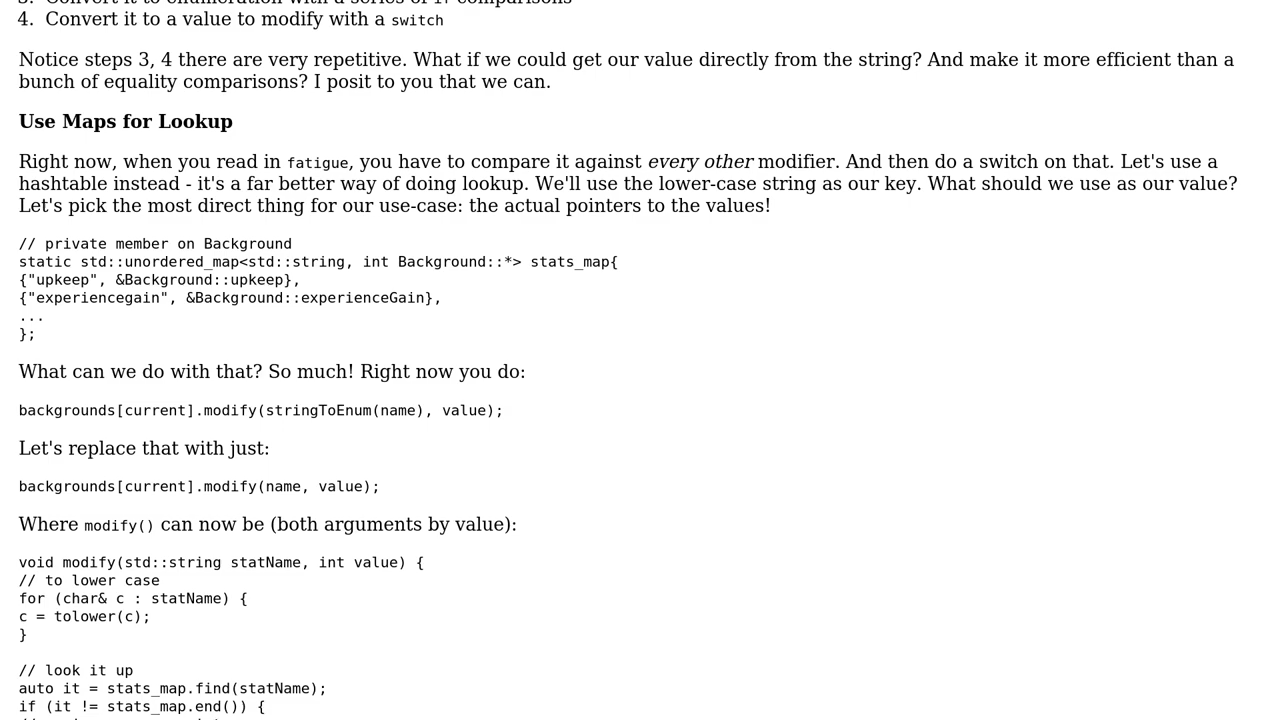 4. Convert it to a value to modify with a switch
Notice steps 3, 4 there are very repetitive. What if we could get our value directly from the string? And make it more efficient than a
bunch of equality comparisons? I posit to you that we can.
Use Maps for Lookup
Right now, when you read in fatigue, you have to compare it against every other modifier. And then do a switch on that. Let's use a
hashtable instead - it's a far better way of doing lookup. We'll use the lower-case string as our key. What should we use as our value?
Let's pick the most direct thing for our use-case: the actual pointers to the values!
// private member on Background
static std::unordered_map<std::string, int Background::*> stats_map{
{"upkeep", &Background::upkeep},
{"experiencegain", &Background::experienceGain},
...
};
What can we do with that? So much! Right now you do:
backgrounds[current].modify(stringToEnum(name), value);
Let's replace that with just:
backgrounds[current].modify(name, value);
Where modify() can now be (both arguments by value):
void modify(std::string statName, int value) {
// to lower case
for (char& c : statName) {
c = tolower(c);
}
// look it up
auto it = stats_map.find(statName);
if (it != stats_map.end()) {